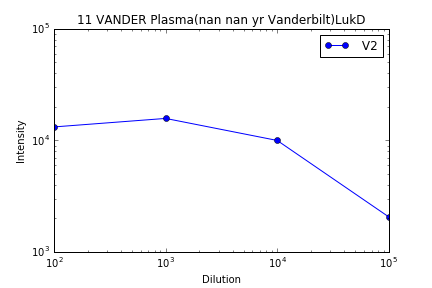 11 VANDER Plasma(nan nan yr Vanderbilt)LukD
V2
Intensity
10^5
10^4
10^3
10^2 10^3 10^4 10^5
Dilution